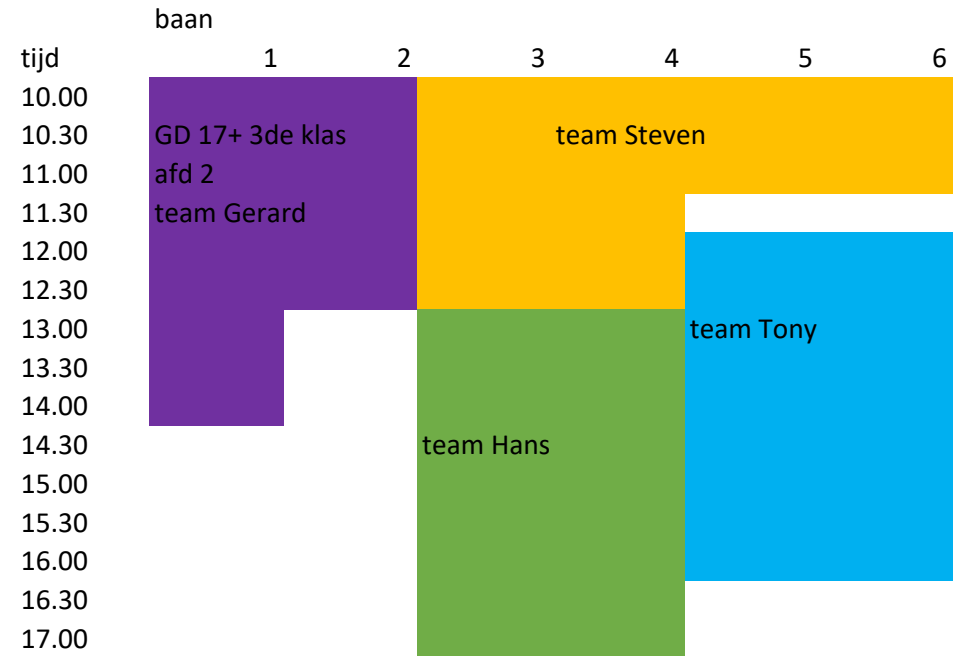 baan
tijd 1 2 3 4 5 6
10.00
10.30 GD 17+ 3de klas team Steven
11.00 afd 2
11.30 team Gerard
12.00
12.30
13.00 team Tony
13.30
14.00
14.30 team Hans
15.00
15.30
16.00
16.30
17.00